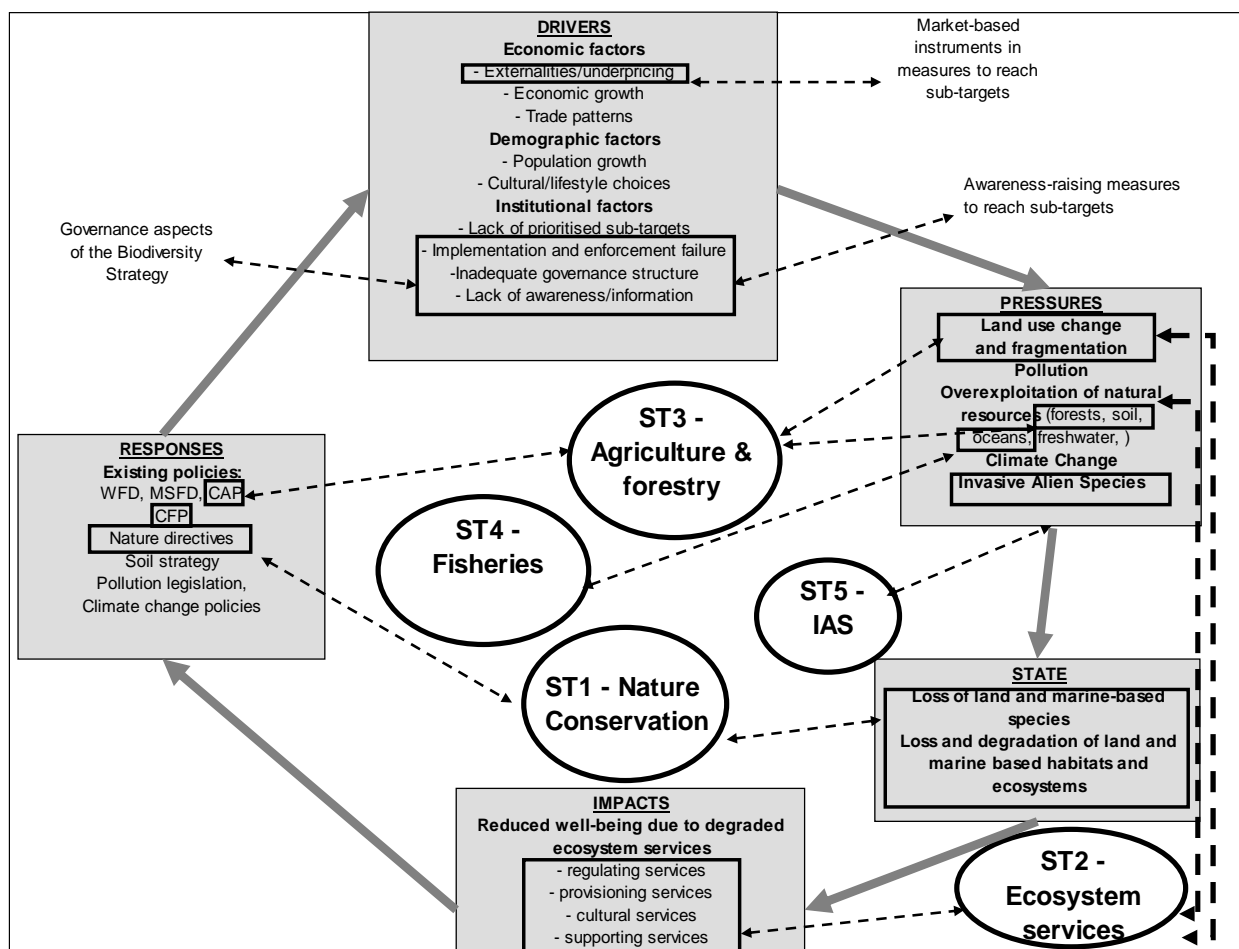 DRIVERS
Economic factors
- Externalities/underpricing
- Economic growth
- Trade patterns
Demographic factors
- Population growth
- Cultural/lifestyle choices
Institutional factors
- Lack of prioritised sub-targets
- Implementation and enforcement failure
-Inadequate governance structure
- Lack of awareness/information
Market-based
instruments in
measures to reach
sub-targets
Awareness-raising measures
to reach sub-targets
Governance aspects
of the Biodiversity
Strategy
PRESSURES
Land use change
and fragmentation
Pollution
Overexploitation of natural
resources (forests, soil,
oceans, freshwater, )
Climate Change
Invasive Alien Species
ST3 -
Agriculture &
forestry
RESPONSES
Existing policies:
WFD, MSFD, CAP
CFP
Nature directives
Soil strategy
Pollution legislation,
Climate change policies
ST4 -
Fisheries
ST5 -
IAS
ST1 - Nature
Conservation
STATE
Loss of land and marine-based
species
Loss and degradation of land and
marine based habitats and
ecosystems
IMPACTS
Reduced well-being due to degraded
ecosystem services
- regulating services
- provisioning services
- cultural services
- supporting services
ST2 -
Ecosystem
services